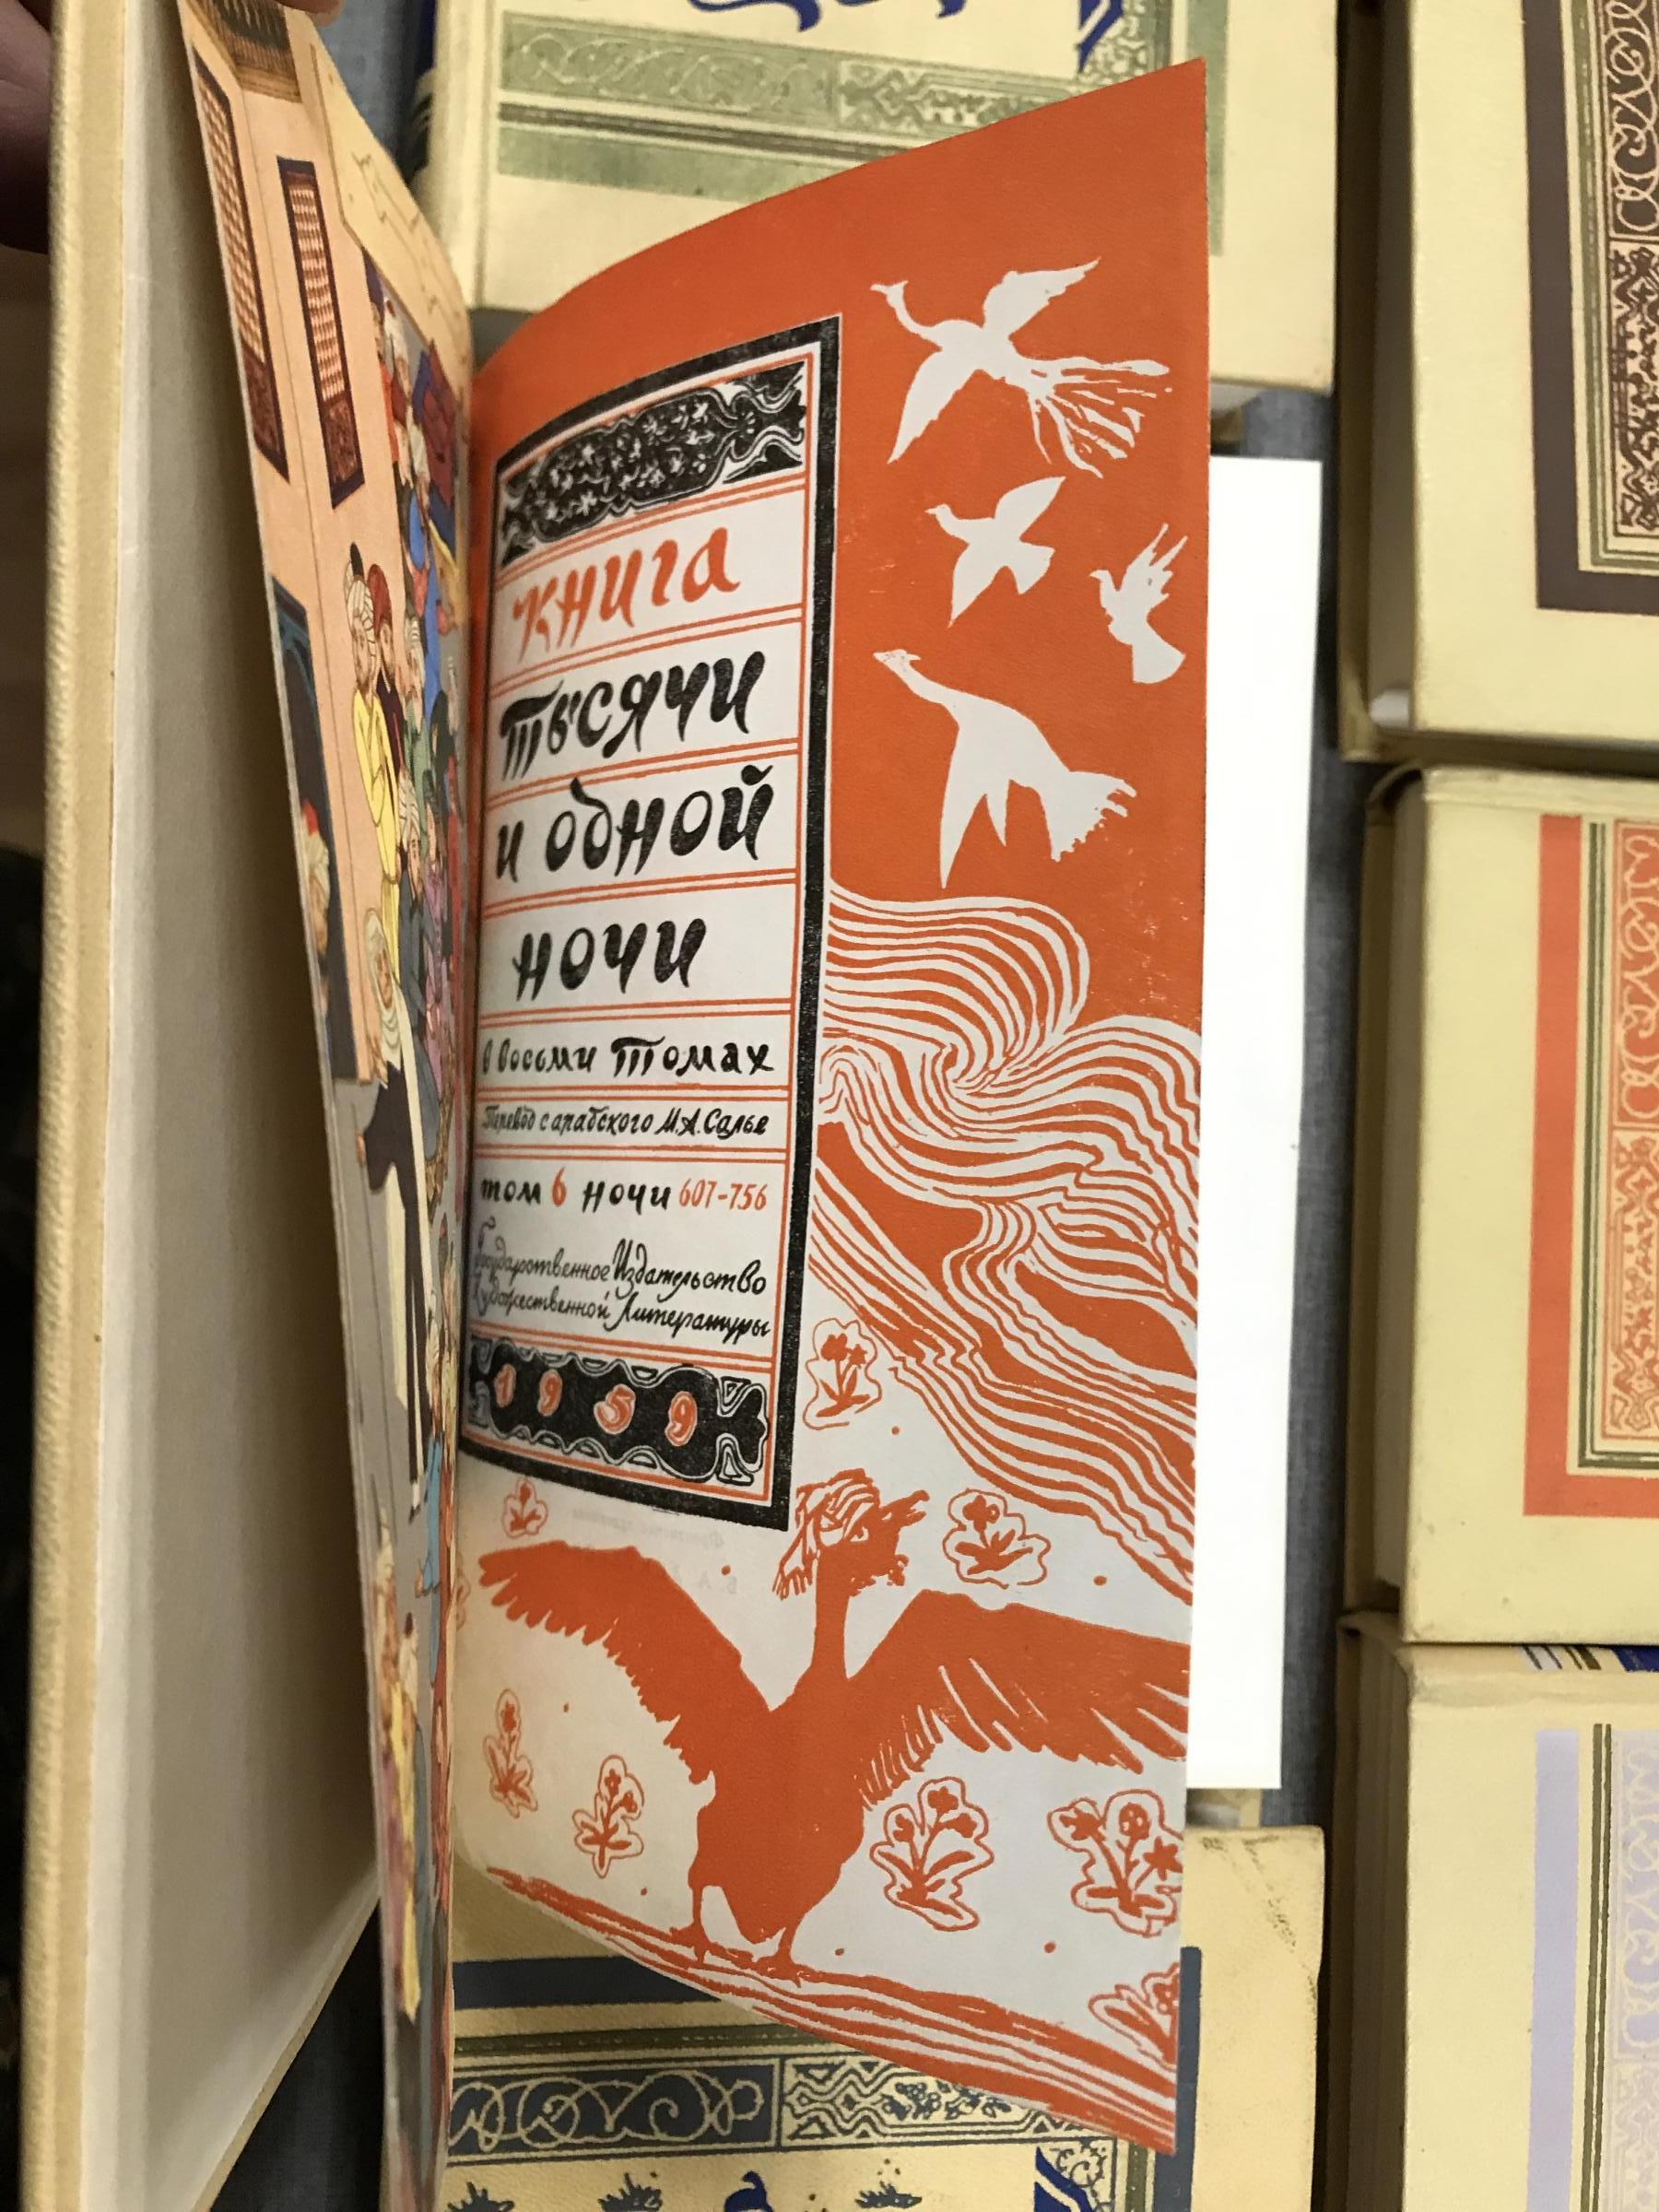 Книга
тысячи
и одной
ночи
в восьми томах
Перевод с арабского М.А.Салье
том 6 ночи 607-756
Государственное Издательство
Художественной Литературы
1959